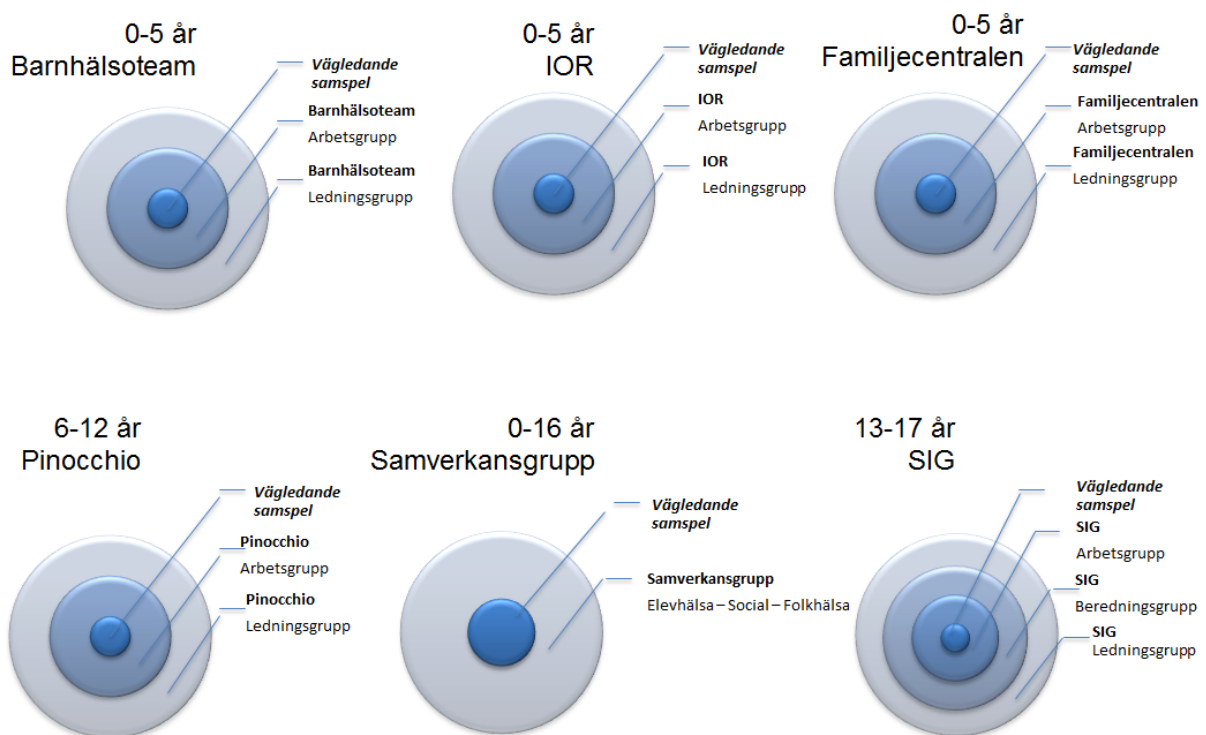 0-5 år
Barnhälsoteam
Vägledande
samspel
Barnhälsoteam
Arbetsgrupp
Barnhälsoteam
Ledningsgrupp
0-5 år
IOR
Vägledande
samspel
IOR
Arbetsgrupp
IOR
Ledningsgrupp
0-5 år
Familjecentralen
Vägledande
samspel
Familjecentralen
Arbetsgrupp
Familjecentralen
Ledningsgrupp
6-12 år
Pinocchio
Vägledande
samspel
Pinocchio
Arbetsgrupp
Pinocchio
Ledningsgrupp
0-16 år
Samverkansgrupp
Vägledande
samspel
Samverkansgrupp
Elevhälsa – Social – Folkhälsa
13-17 år
SIG
Vägledande
samspel
SIG
Arbetsgrupp
SIG
Beredningsgrupp
SIG
Ledningsgrupp